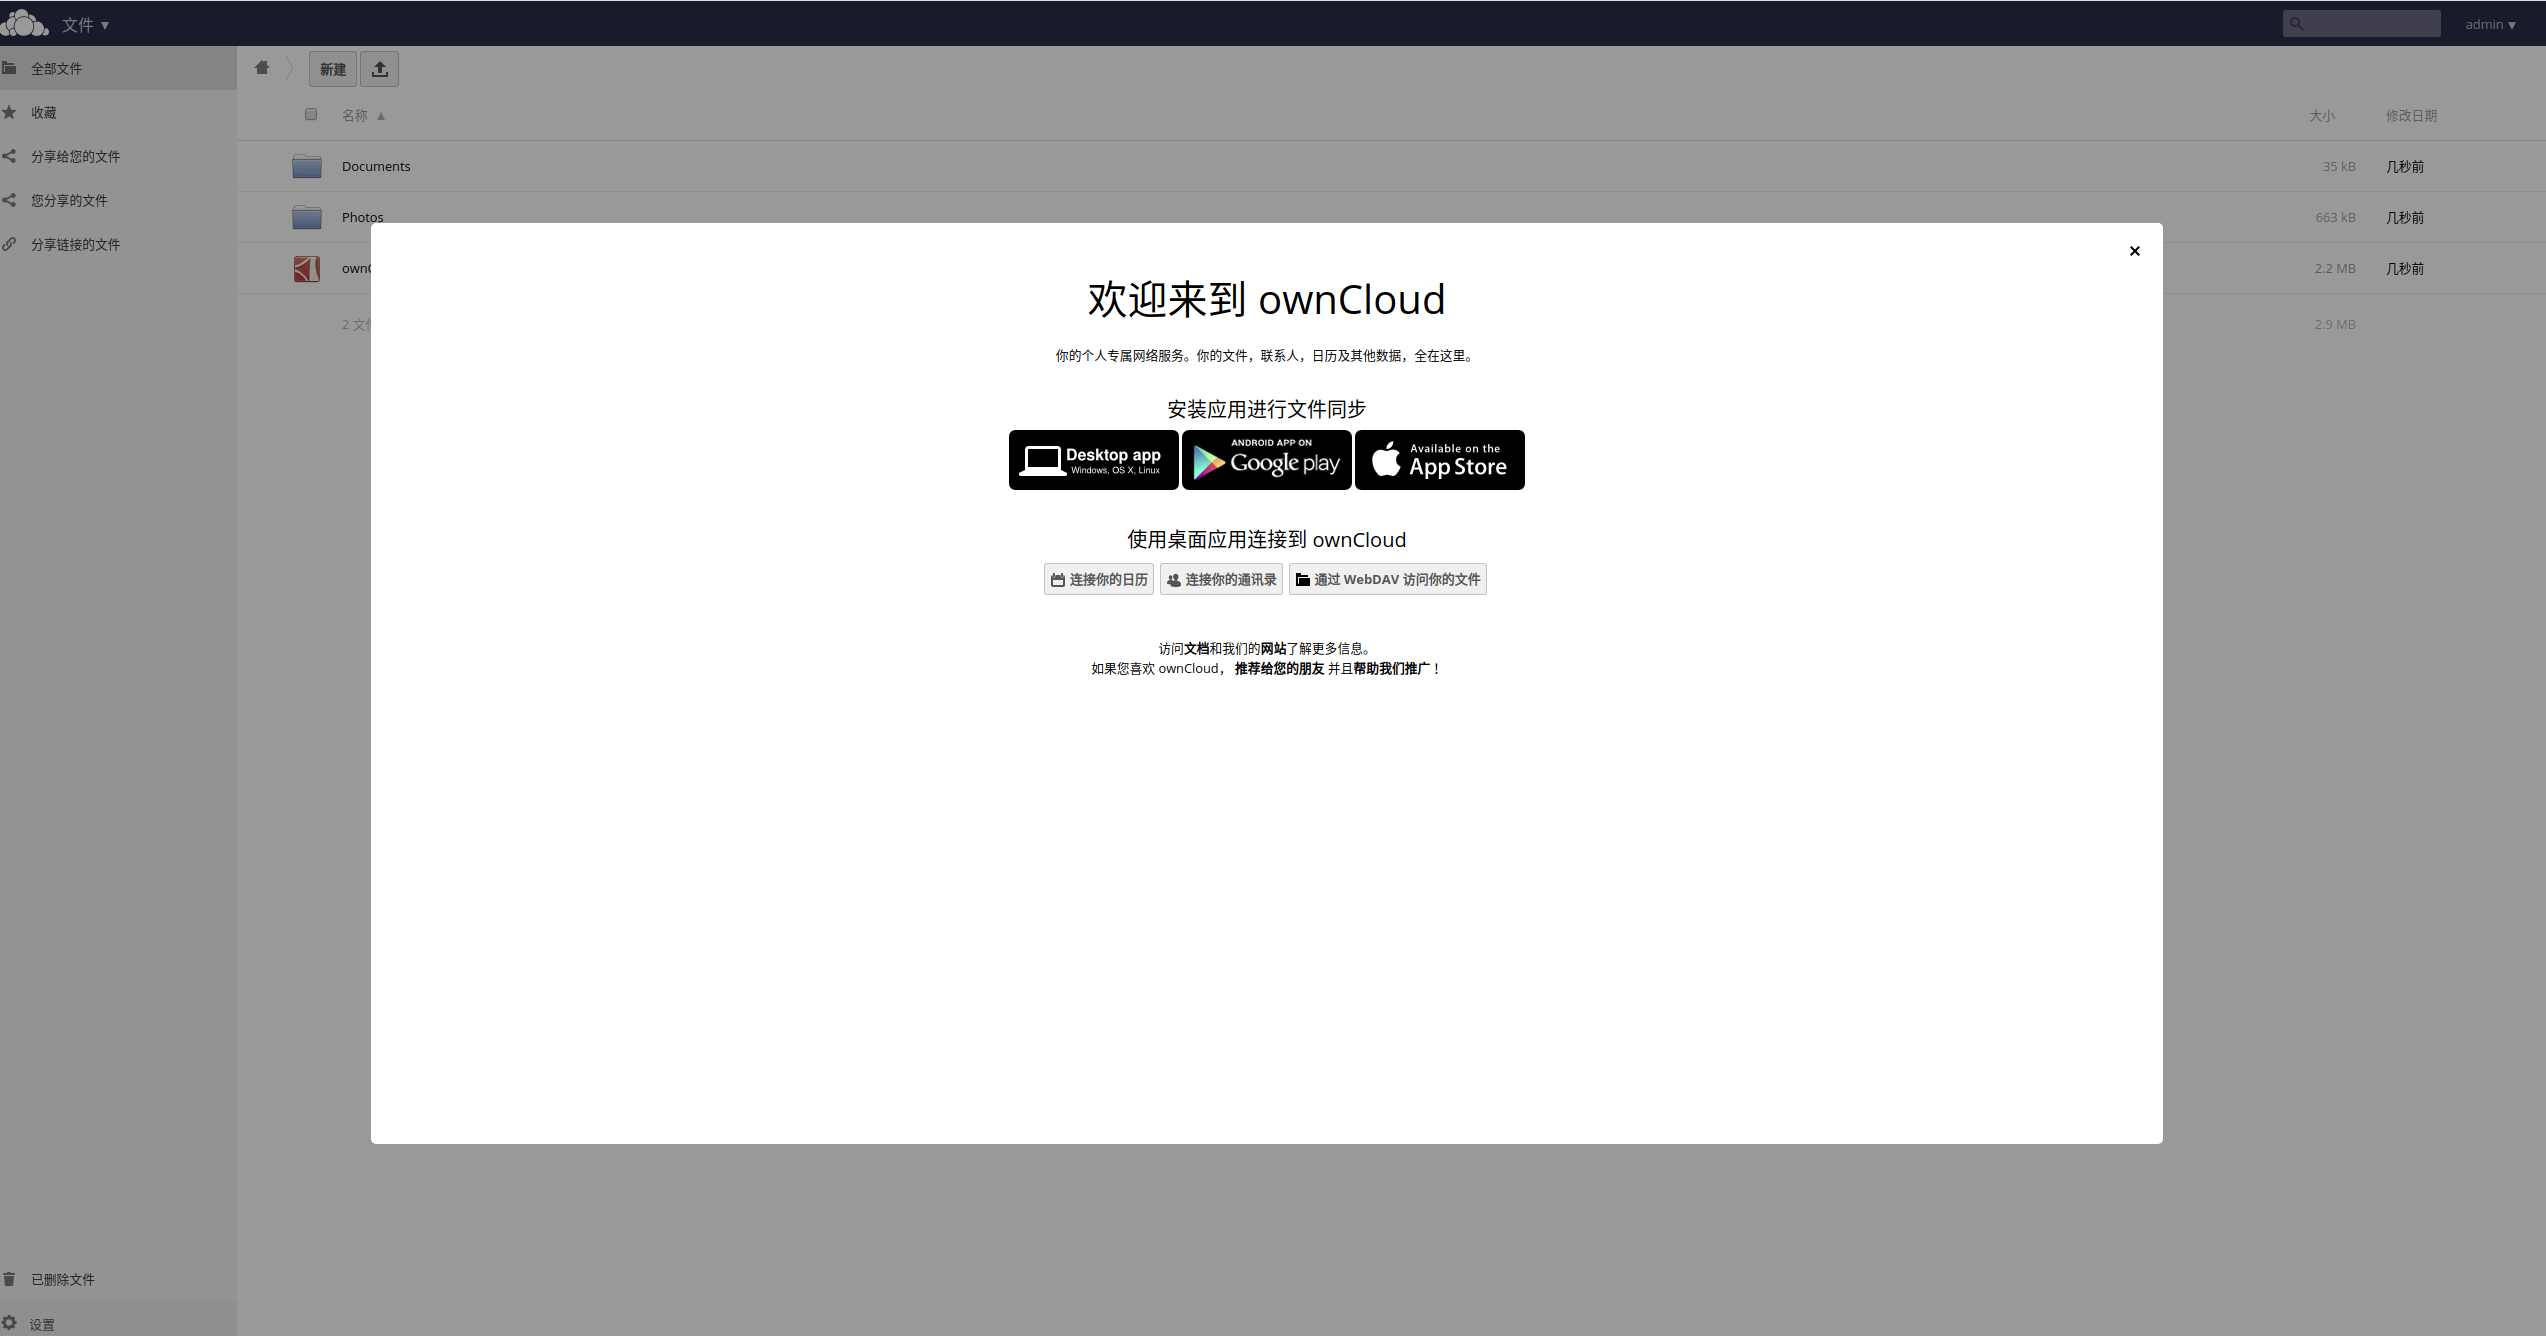 文件 ▼
admin ▼
全部文件
收藏
分享给您的文件
您分享的文件
分享链接的文件
已删除文件
设置
新建
名称 ▲ 大小 修改日期
Documents 35 kB 几秒前
Photos 663 kB 几秒前
ownC 2.2 MB 几秒前
2 文件 2.9 MB
×
欢迎来到 ownCloud
你的个人专属网络服务。你的文件，联系人，日历及其他数据，全在这里。
安装应用进行文件同步
Desktop app
Windows, OS X, Linux
ANDROID APP ON
Google play
Available on the
App Store
使用桌面应用连接到 ownCloud
连接你的日历 连接你的通讯录 通过 WebDAV 访问你的文件
访问文档和我们的网站了解更多信息。
如果您喜欢 ownCloud， 推荐给您的朋友 并且帮助我们推广！